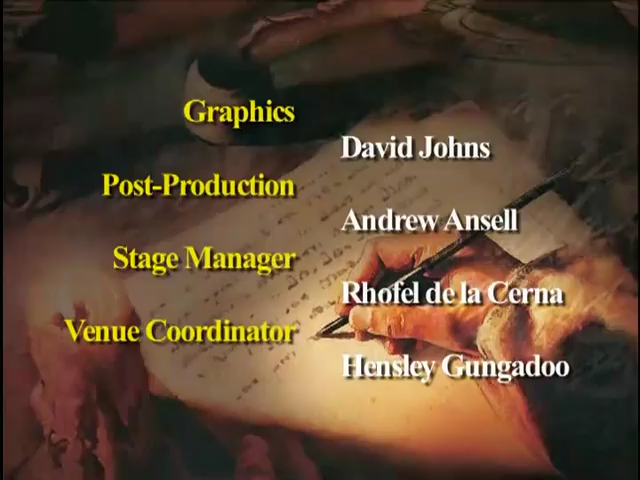 Graphics
David Johns
Post-Production
Andrew Ansell
Stage Manager
Rhofel de la Cerna
Venue Coordinator
Hensley Gungadoo